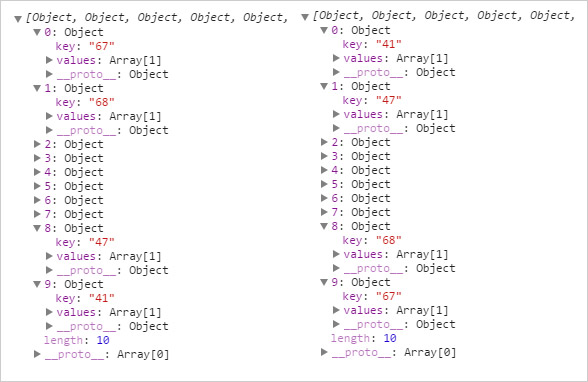 [Object, Object, Object, Object, Object,
0: Object
key: "67"
values: Array[1]
__proto__: Object
1: Object
key: "68"
values: Array[1]
__proto__: Object
2: Object
3: Object
4: Object
5: Object
6: Object
7: Object
8: Object
key: "47"
values: Array[1]
__proto__: Object
9: Object
key: "41"
values: Array[1]
__proto__: Object
length: 10
__proto__: Array[0]
[Object, Object, Object, Object, Object,
0: Object
key: "41"
values: Array[1]
__proto__: Object
1: Object
key: "47"
values: Array[1]
__proto__: Object
2: Object
3: Object
4: Object
5: Object
6: Object
7: Object
8: Object
key: "68"
values: Array[1]
__proto__: Object
9: Object
key: "67"
values: Array[1]
__proto__: Object
length: 10
__proto__: Array[0]